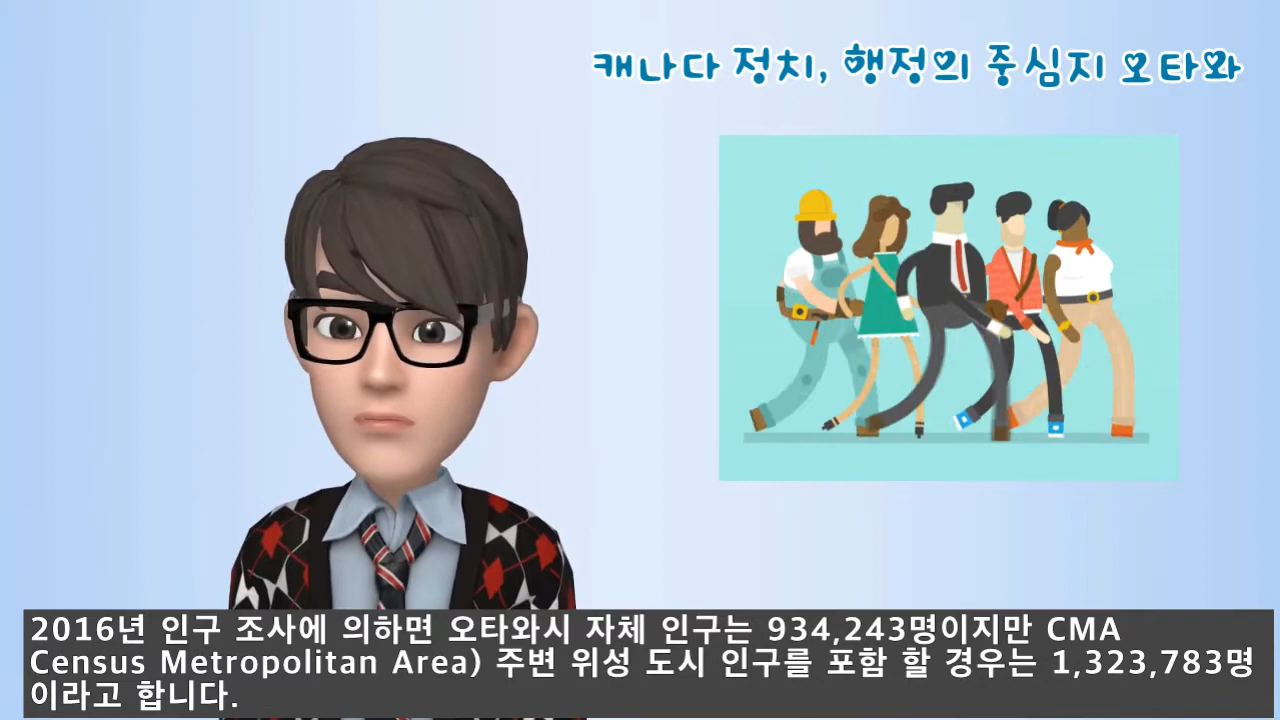 캐나다 정치, 행정의 중심지 오타와
2016년 인구 조사에 의하면 오타와시 자체 인구는 934,243명이지만 CMA
Census Metropolitan Area) 주변 위성 도시 인구를 포함 할 경우는 1,323,783명
이라고 합니다.